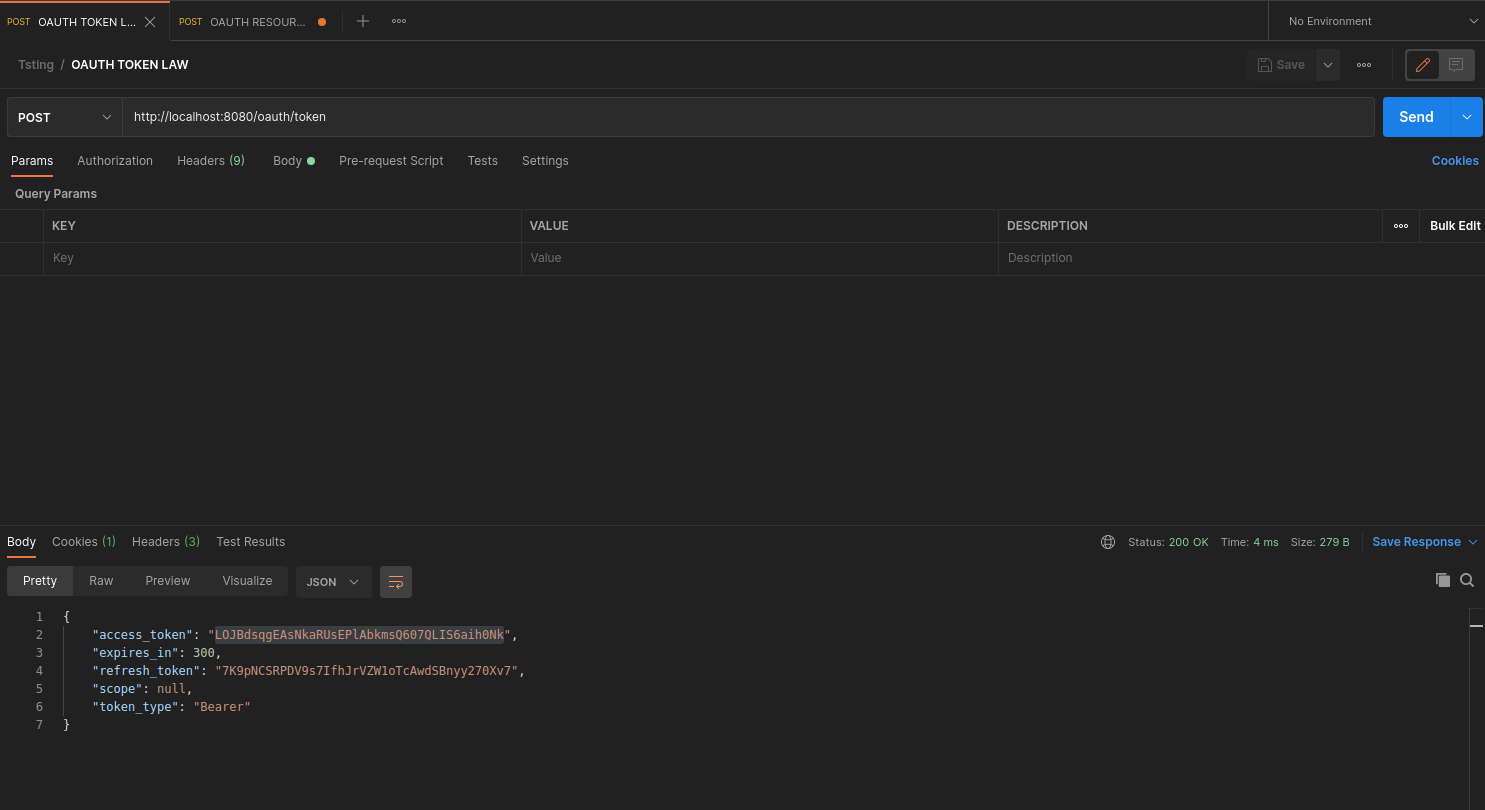 POST OAUTH TOKEN L... POST OAUTH RESOUR... No Environment
Tsting / OAUTH TOKEN LAW Save
POST http://localhost:8080/oauth/token Send
Params Authorization Headers (9) Body Pre-request Script Tests Settings Cookies
Query Params
KEY VALUE DESCRIPTION Bulk Edit
Key Value Description
Body Cookies (1) Headers (3) Test Results Status: 200 OK Time: 4 ms Size: 279 B Save Response
Pretty Raw Preview Visualize JSON
1 {
2 "access_token": "LOJBdsqgEAsNkaRUsEPlAbkmsQ607QLIS6aih0Nk",
3 "expires_in": 300,
4 "refresh_token": "7K9pNCSRPDV9s7IfhJrVZW1oTcAwdSBnyy270Xv7",
5 "scope": null,
6 "token_type": "Bearer"
7 }